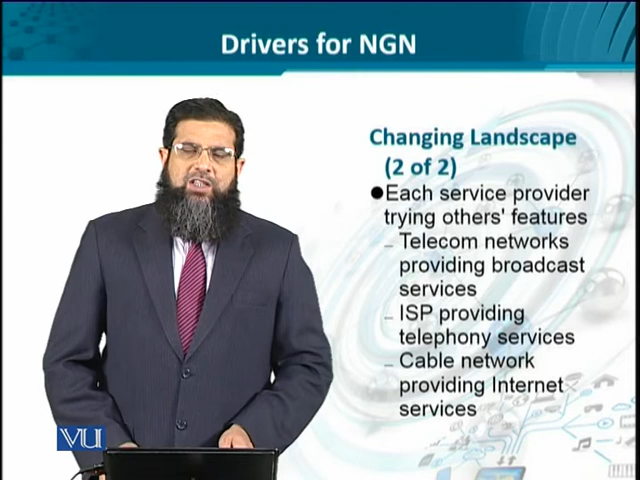 Drivers for NGN
Changing Landscape
(2 of 2)
●Each service provider
trying others' features
– Telecom networks
providing broadcast
services
– ISP providing
telephony services
– Cable network
providing Internet
services
VU